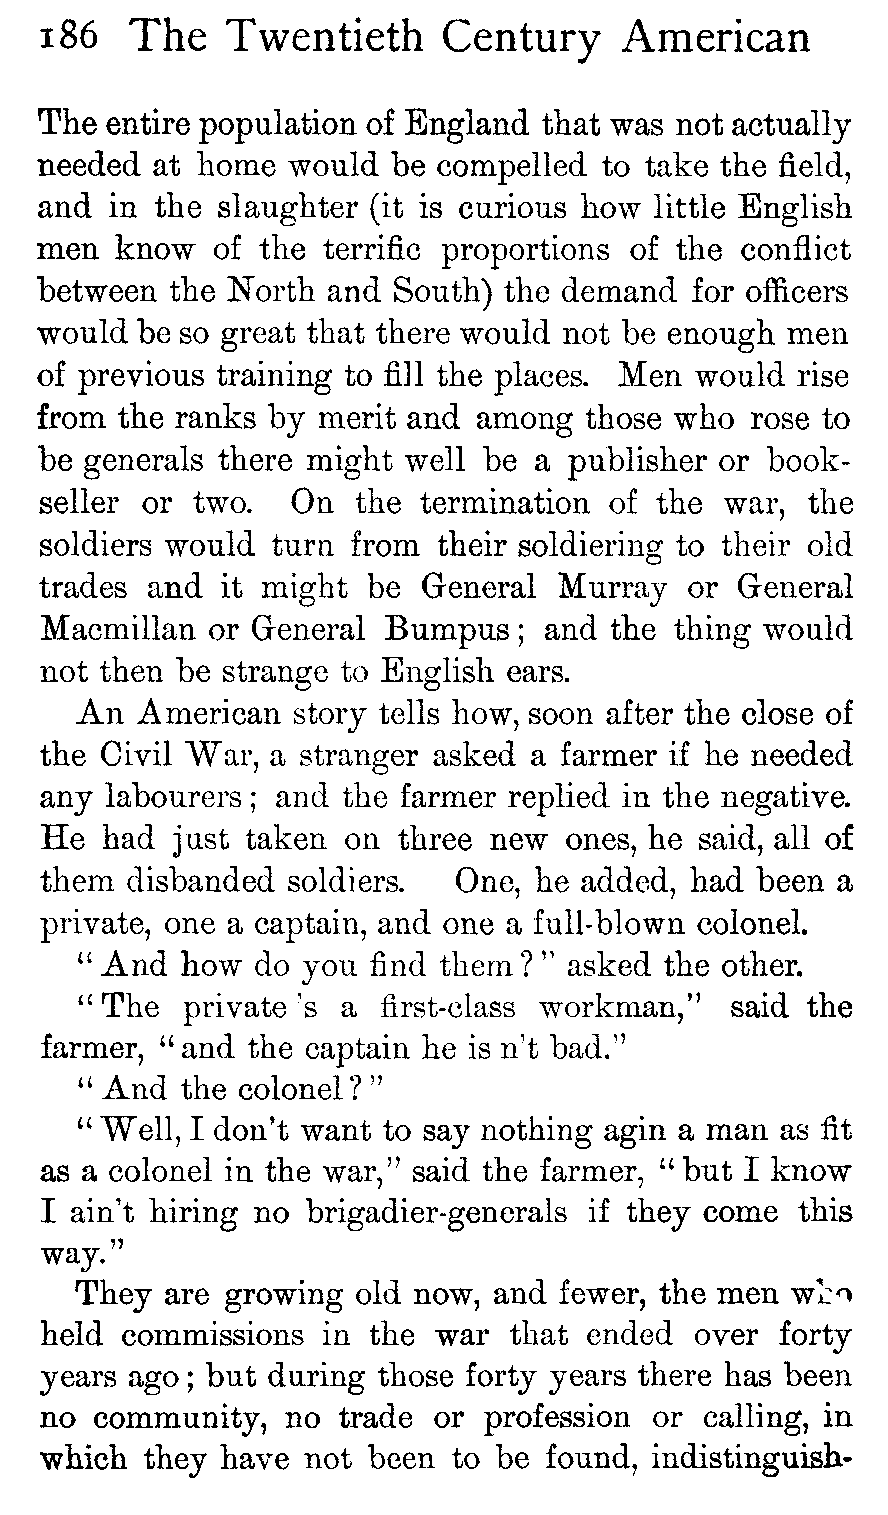 186 The Twentieth Century American
The entire population of England that was not actually
needed at home would be compelled to take the field,
and in the slaughter (it is curious how little English
men know of the terrific proportions of the conflict
between the North and South) the demand for officers
would be so great that there would not be enough men
of previous training to fill the places. Men would rise
from the ranks by merit and among those who rose to
be generals there might well be a publisher or book-
seller or two. On the termination of the war, the
soldiers would turn from their soldiering to their old
trades and it might be General Murray or General
Macmillan or General Bumpus; and the thing would
not then be strange to English ears.
An American story tells how, soon after the close of
the Civil War, a stranger asked a farmer if he needed
any labourers; and the farmer replied in the negative.
He had just taken on three new ones, he said, all of
them disbanded soldiers. One, he added, had been a
private, one a captain, and one a full-blown colonel.
"And how do you find them?" asked the other.
"The private 's a first-class workman," said the
farmer, "and the captain he is n't bad."
"And the colonel?"
"Well, I don't want to say nothing agin a man as fit
as a colonel in the war," said the farmer, "but I know
I ain't hiring no brigadier-generals if they come this
way."
They are growing old now, and fewer, the men who
held commissions in the war that ended over forty
years ago; but during those forty years there has been
no community, no trade or profession or calling, in
which they have not been to be found, indistinguish-